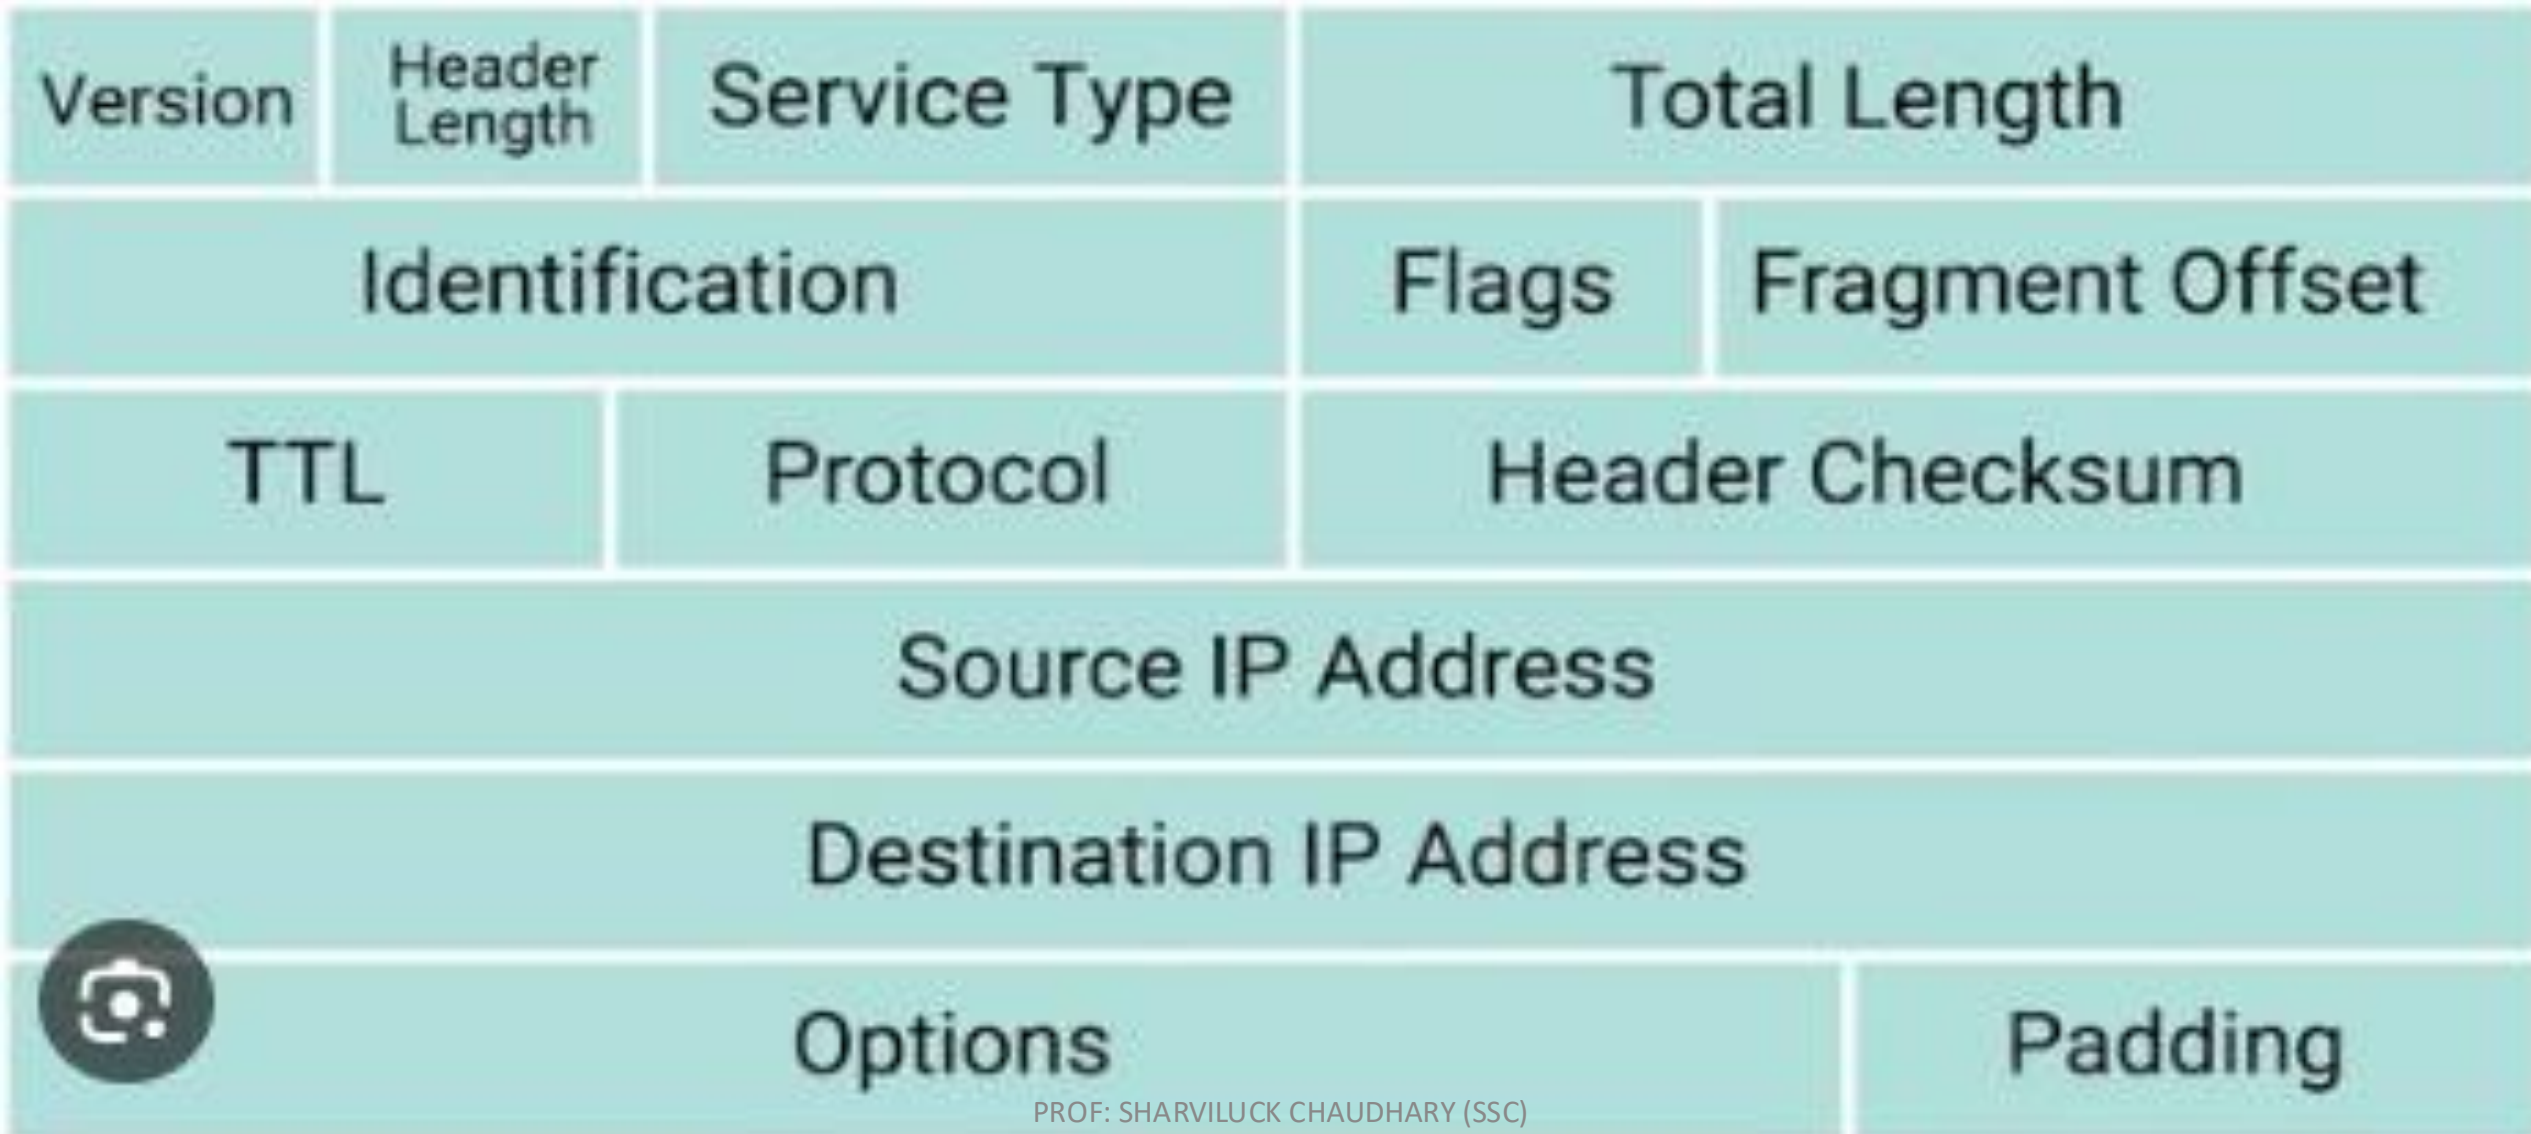 Version
Header
Length
Service Type
Total Length
Identification
Flags
Fragment Offset
TTL
Protocol
Header Checksum
Source IP Address
Destination IP Address
Options
Padding
PROF: SHARVILUCK CHAUDHARY (SSC)